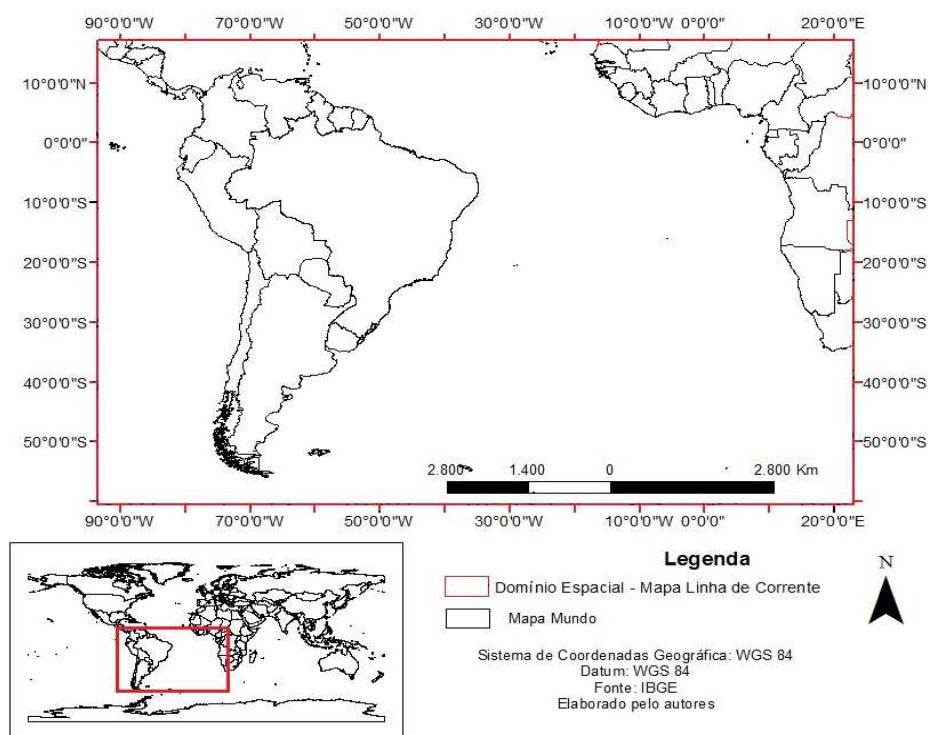 90°0'0"W 70°0'0"W 50°0'0"W 30°0'0"W 10°0'0"W 0°0'0" 20°0'0"E
10°0'0"N 10°0'0"N
0°0'0" 0°0'0"
10°0'0"S 10°0'0"S
20°0'0"S 20°0'0"S
30°0'0"S 30°0'0"S
40°0'0"S 40°0'0"S
50°0'0"S 50°0'0"S
2.800 1.400 0 2.800 Km
90°0'0"W 70°0'0"W 50°0'0"W 30°0'0"W 10°0'0"W 0°0'0" 20°0'0"E
Legenda
N
Domínio Espacial - Mapa Linha de Corrente
Mapa Mundo
Sistema de Coordenadas Geográfica: WGS 84
Datum: WGS 84
Fonte: IBGE
Elaborado pelo autores